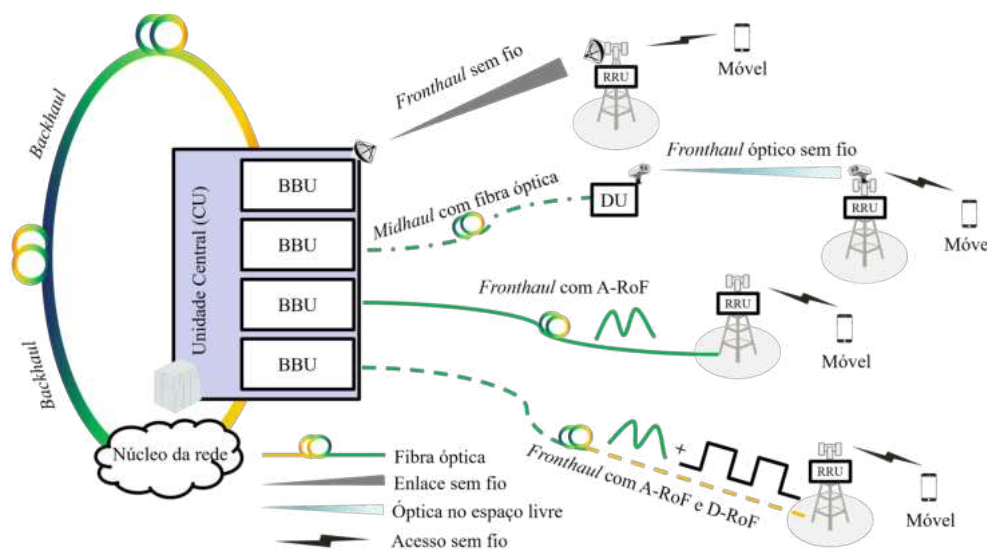 Backhaul
Backhaul
Unidade Central (CU)
BBU
BBU
BBU
BBU
Fronthaul sem fio
RRU
Móvel
Midhaul com fibra óptica
DU
Fronthaul óptico sem fio
RRU
Móve
Fronthaul com A-RoF
RRU
Móvel
+
Fronthaul com A-RoF e D-RoF
RRU
Móvel
Núcleo da rede
Fibra óptica
Enlace sem fio
Óptica no espaço livre
Acesso sem fio